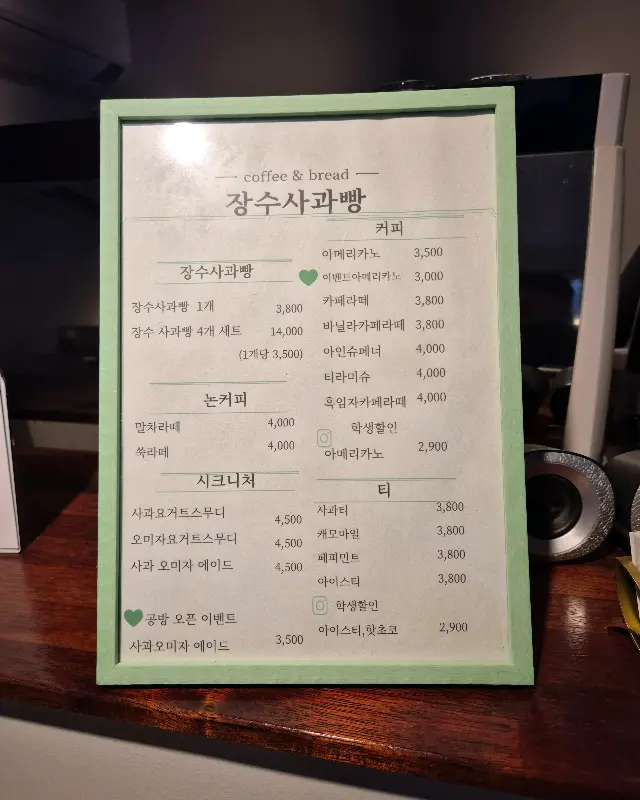 coffee & bread
장수사과빵
장수사과빵
장수사과빵 1개 3,800
장수 사과빵 4개 세트 14,000
(1개당 3,500)
논커피
말차라떼 4,000
쑥라떼 4,000
시크니처
사과요거트스무디 4,500
오미자요거트스무디 4,500
사과 오미자 에이드 4,500
공방 오픈 이벤트
사과오미자 에이드 3,500
커피
아메리카노 3,500
이벤트아메리카노 3,000
카페라떼 3,800
바닐라카페라떼 3,800
아인슈페너 4,000
티라미슈 4,000
흑임자카페라떼 4,000
학생할인
아메리카노 2,900
티
사과티 3,800
캐모마일 3,800
페퍼민트 3,800
아이스티 3,800
학생할인
아이스티,핫초코 2,900